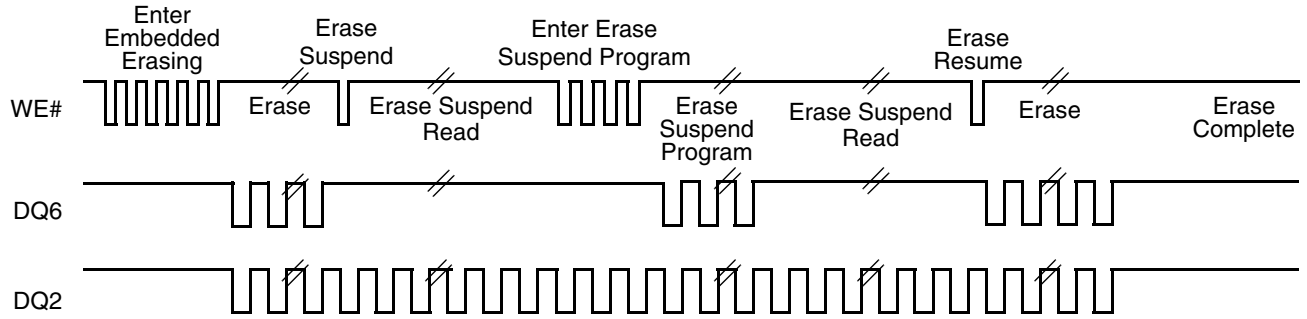 Enter
Embedded
Erasing
Erase
Suspend
Enter Erase
Suspend Program
Erase
Resume
WE#
Erase
Erase Suspend
Read
Erase
Suspend
Program
Erase Suspend
Read
Erase
Erase
Complete
DQ6
DQ2